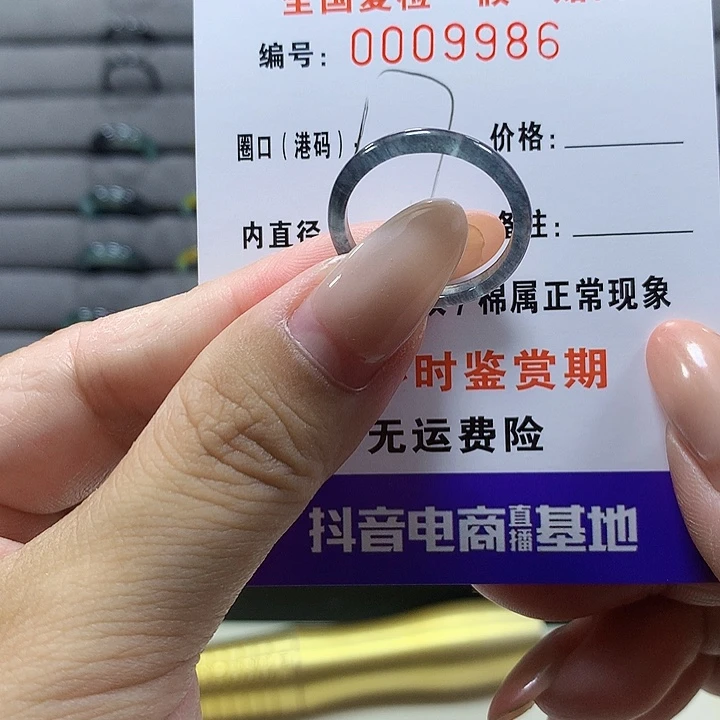 编号：0009986
圈口（港码）
价格：
内直径
备注：
棉属正常现象
时鉴赏期
无运费险
抖音电商直播基地